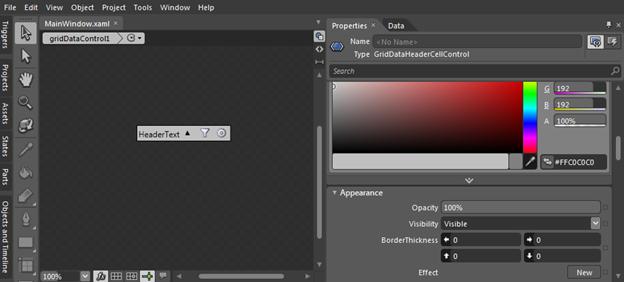 File Edit View Object Project Tools Window Help
MainWindow.xaml ×
gridDataControl1
HeaderText
100%
Triggers
Projects
Assets
States
Parts
Objects and Timeline
Properties × Data
Name <No Name>
Type GridDataHeaderCellControl
Search
G 192
B 192
A 100%
#FFC0C0C0
Appearance
Opacity 100%
Visibility Visible
BorderThickness 0 0
0 0
Effect New